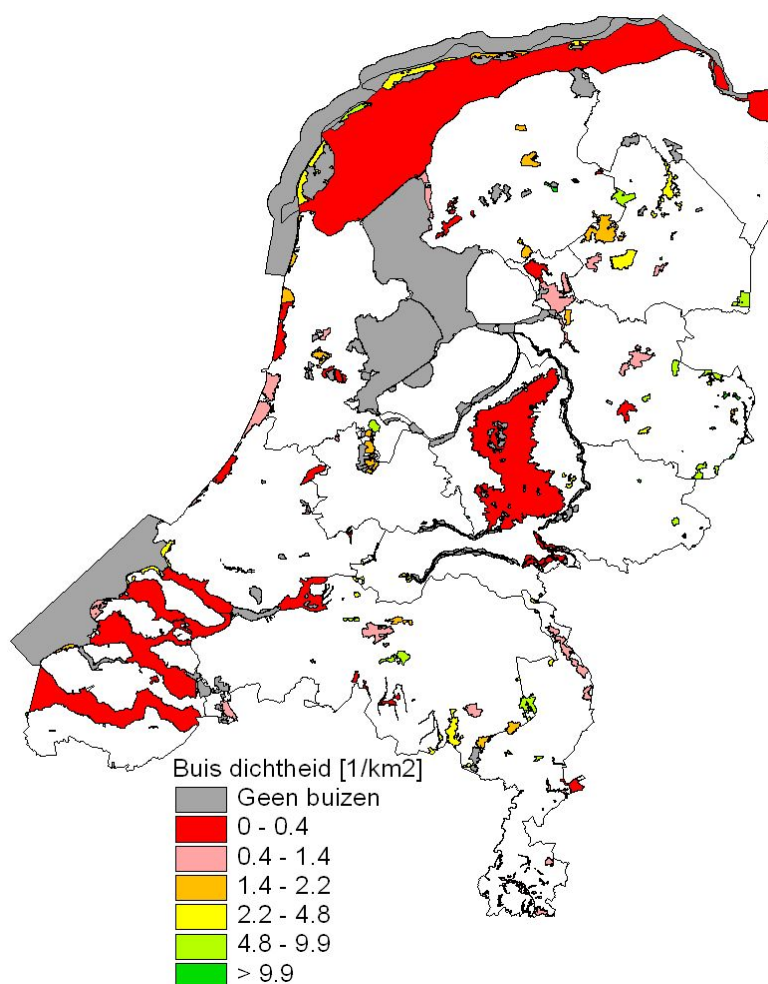 Buis dichtheid [1/km2]
Geen buizen
0 - 0.4
0.4 - 1.4
1.4 - 2.2
2.2 - 4.8
4.8 - 9.9
> 9.9